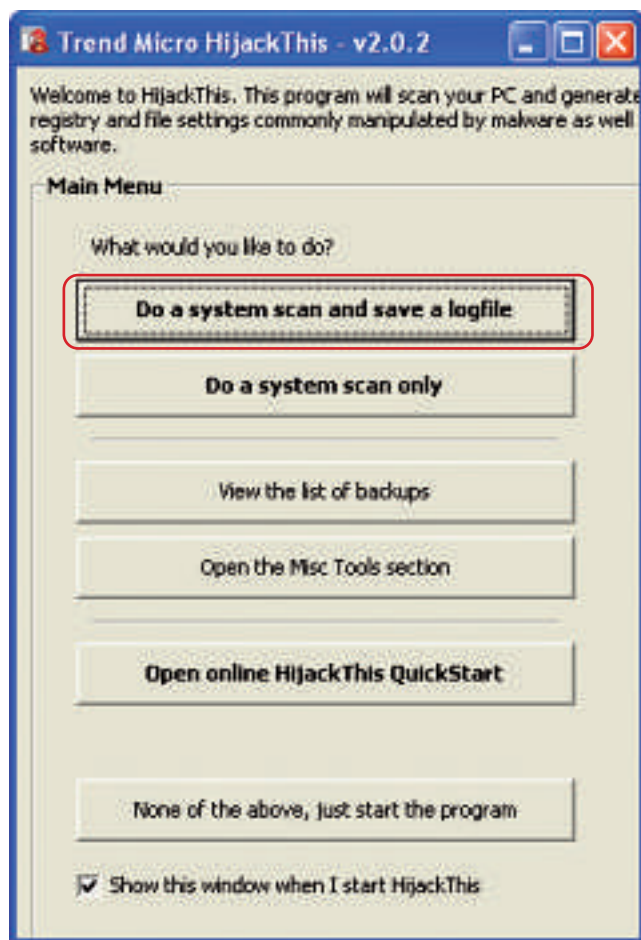 Trend Micro HijackThis - v2.0.2
Welcome to HijackThis. This program will scan your PC and generate
registry and file settings commonly manipulated by malware as well
software.
Main Menu
What would you like to do?
Do a system scan and save a logfile
Do a system scan only
View the list of backups
Open the Misc Tools section
Open online HijackThis QuickStart
None of the above, just start the program
Show this window when I start HijackThis